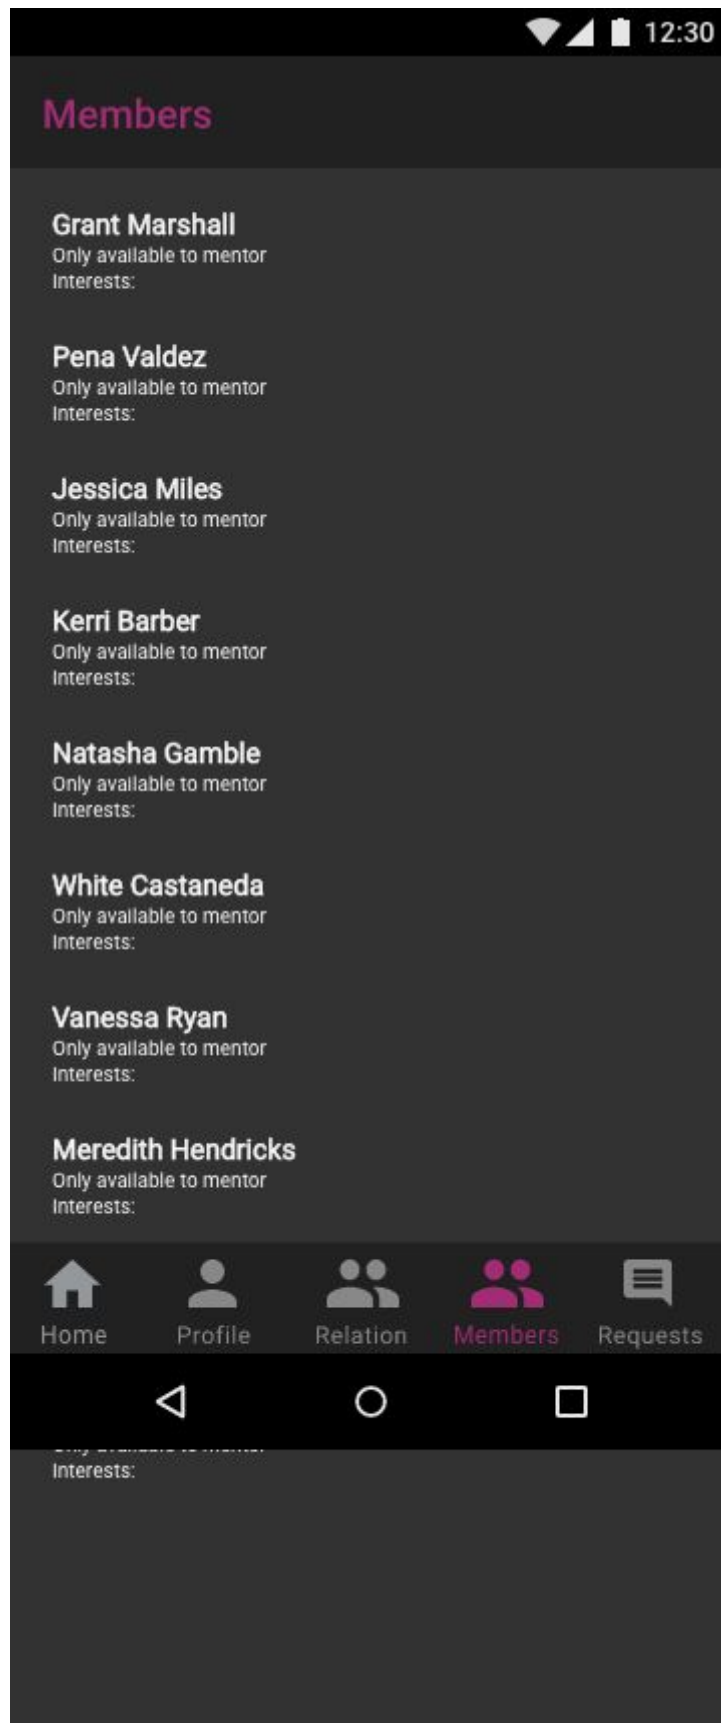 12:30
Members
Grant Marshall
Only available to mentor
Interests:
Pena Valdez
Only available to mentor
Interests:
Jessica Miles
Only available to mentor
Interests:
Kerri Barber
Only available to mentor
Interests:
Natasha Gamble
Only available to mentor
Interests:
White Castaneda
Only available to mentor
Interests:
Vanessa Ryan
Only available to mentor
Interests:
Meredith Hendricks
Only available to mentor
Interests:
Home Profile Relation Members Requests
Interests: